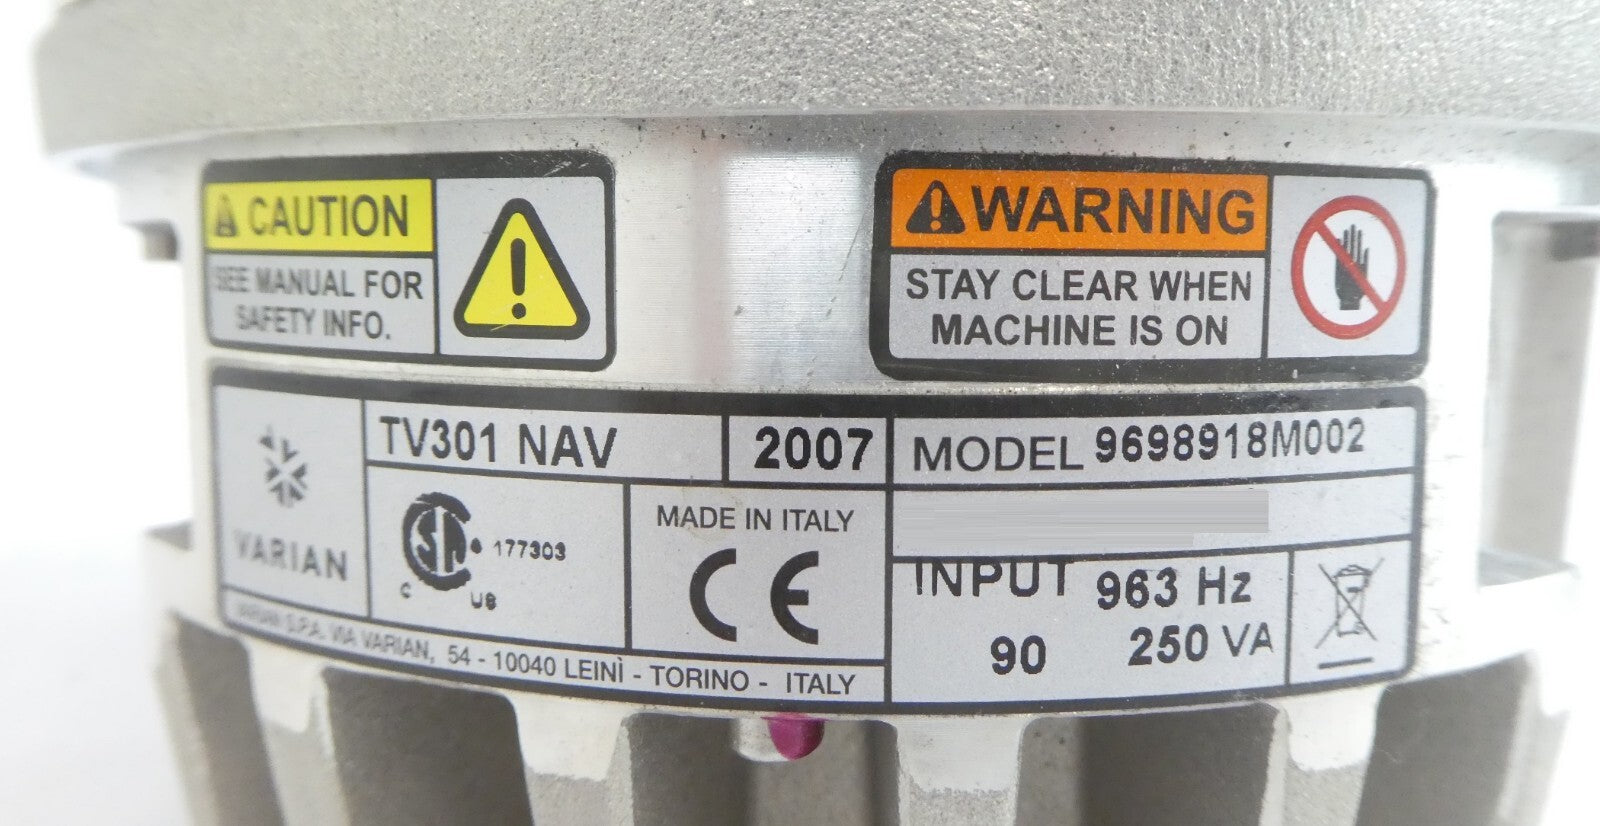 CAUTION
SEE MANUAL FOR
SAFETY INFO.
WARNING
STAY CLEAR WHEN
MACHINE IS ON
VARIAN
TV301 NAV
2007
MODEL 9698918M002
177303
C US
MADE IN ITALY
CE
INPUT 963 Hz
90 250 VA
VARIAN S.P.A. VIA VARIAN, 54 - 10040 LEINÌ - TORINO - ITALY